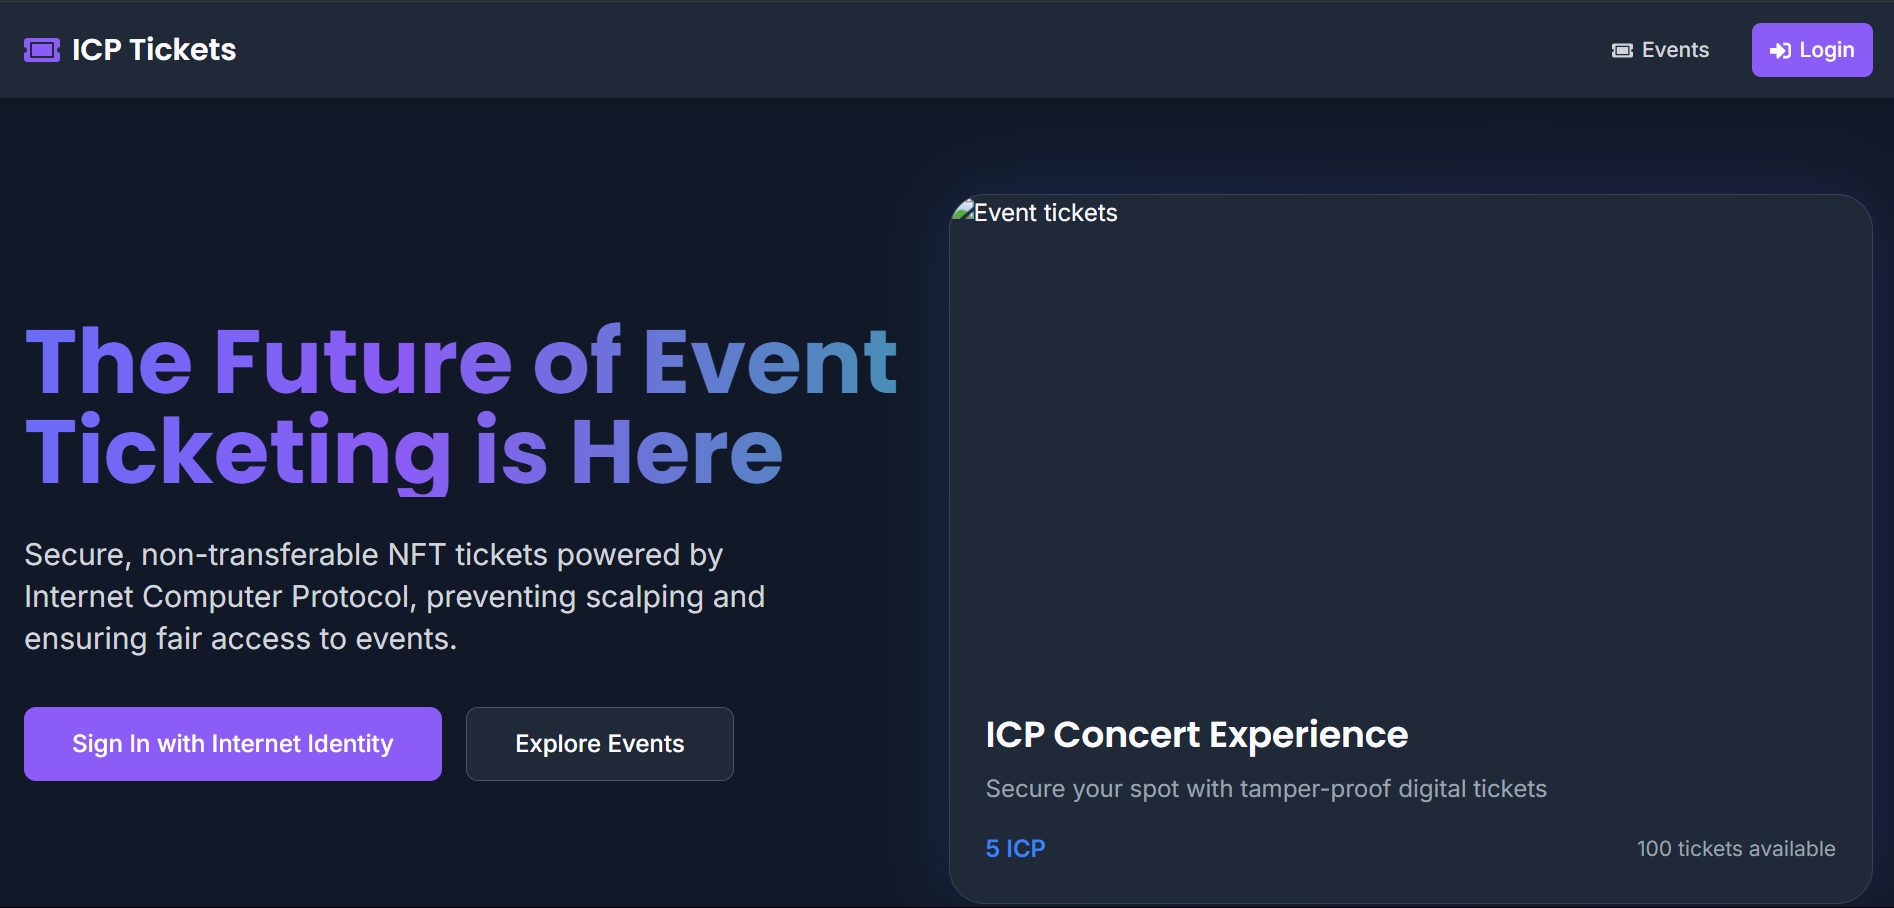 ICP Tickets
Events
Login
The Future of Event
Ticketing is Here
Secure, non-transferable NFT tickets powered by
Internet Computer Protocol, preventing scalping and
ensuring fair access to events.
Sign In with Internet Identity
Explore Events
Event tickets
ICP Concert Experience
Secure your spot with tamper-proof digital tickets
5 ICP
100 tickets available